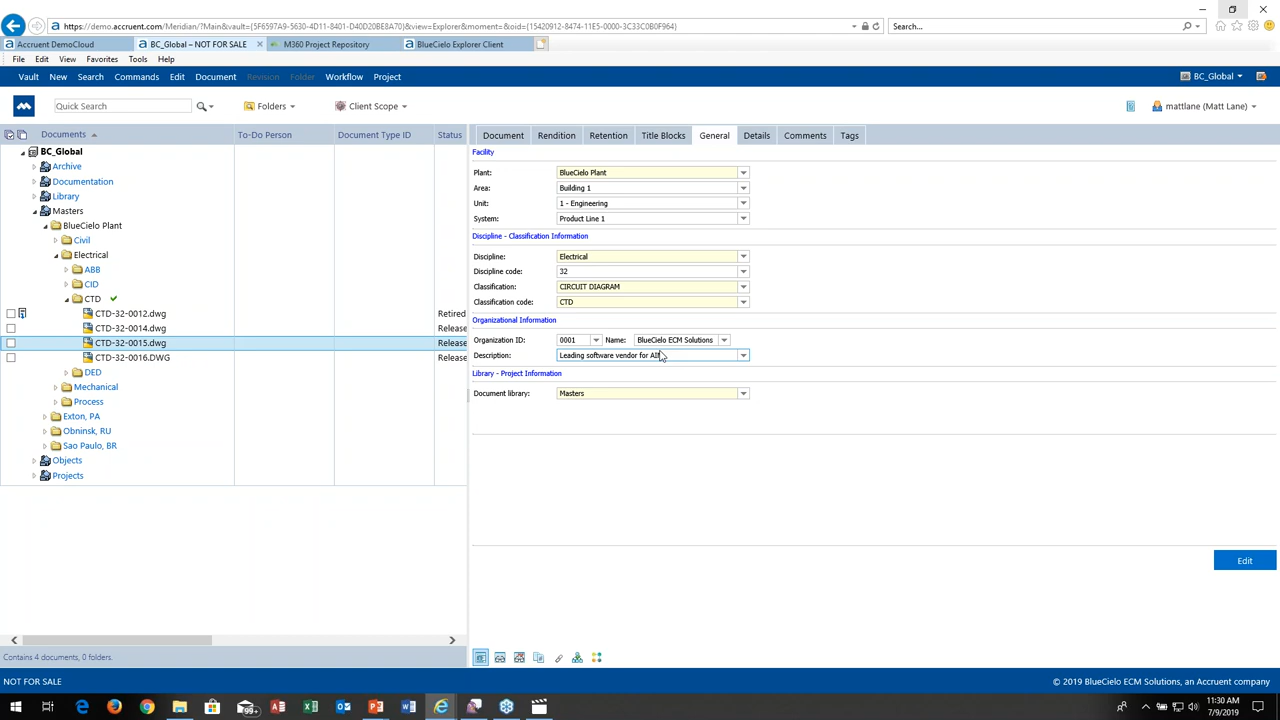 https://demo.accruent.com/Meridian/?Main&vault={5F6597A9-5630-4D11-8401-D40D20BE8A70}&view=Explorer&moment=&oid={15420912-8474-11E5-0000-3C33C0B0F964}
Search...
Accruent DemoCloud
BC_Global – NOT FOR SALE
M360 Project Repository
BlueCielo Explorer Client
File Edit View Favorites Tools Help
Vault New Search Commands Edit Document Revision Folder Workflow Project
BC_Global
Quick Search
Folders
Client Scope
mattlane (Matt Lane)
Documents To-Do Person Document Type ID Status
Document Rendition Retention Title Blocks General Details Comments Tags
BC_Global
Archive
Documentation
Library
Masters
BlueCielo Plant
Civil
Electrical
ABB
CID
CTD
CTD-32-0012.dwg Retired
CTD-32-0014.dwg Release
CTD-32-0015.dwg Release
CTD-32-0016.DWG Release
DED
Mechanical
Process
Exton, PA
Obninsk, RU
Sao Paulo, BR
Objects
Projects
Facility
Plant: BlueCielo Plant
Area: Building 1
Unit: 1 - Engineering
System: Product Line 1
Discipline - Classification Information
Discipline: Electrical
Discipline code: 32
Classification: CIRCUIT DIAGRAM
Classification code: CTD
Organizational Information
Organization ID: 0001 Name: BlueCielo ECM Solutions
Description: Leading software vendor for
Library - Project Information
Document library: Masters
Edit
Contains 4 documents, 0 folders.
NOT FOR SALE
© 2019 BlueCielo ECM Solutions, an Accruent company
99+
11:30 AM
7/9/2019